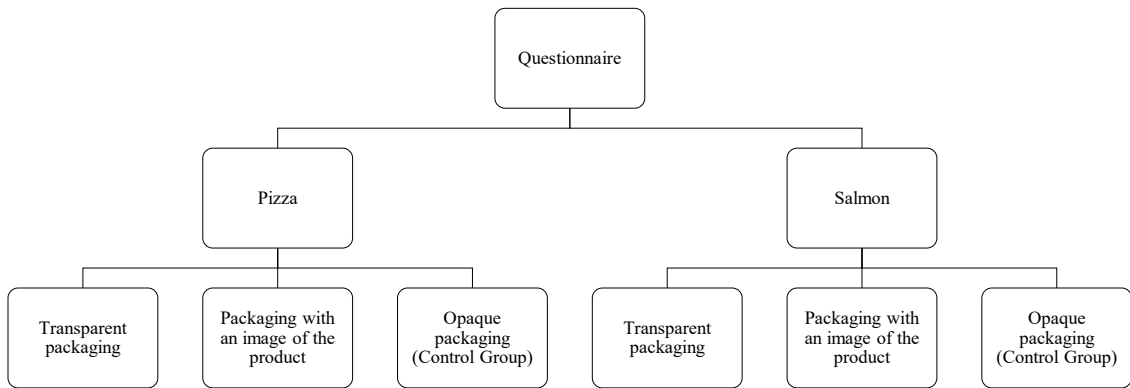 Questionnaire
Pizza
Salmon
Transparent
packaging
Packaging with
an image of the
product
Opaque
packaging
(Control Group)
Transparent
packaging
Packaging with
an image of the
product
Opaque
packaging
(Control Group)